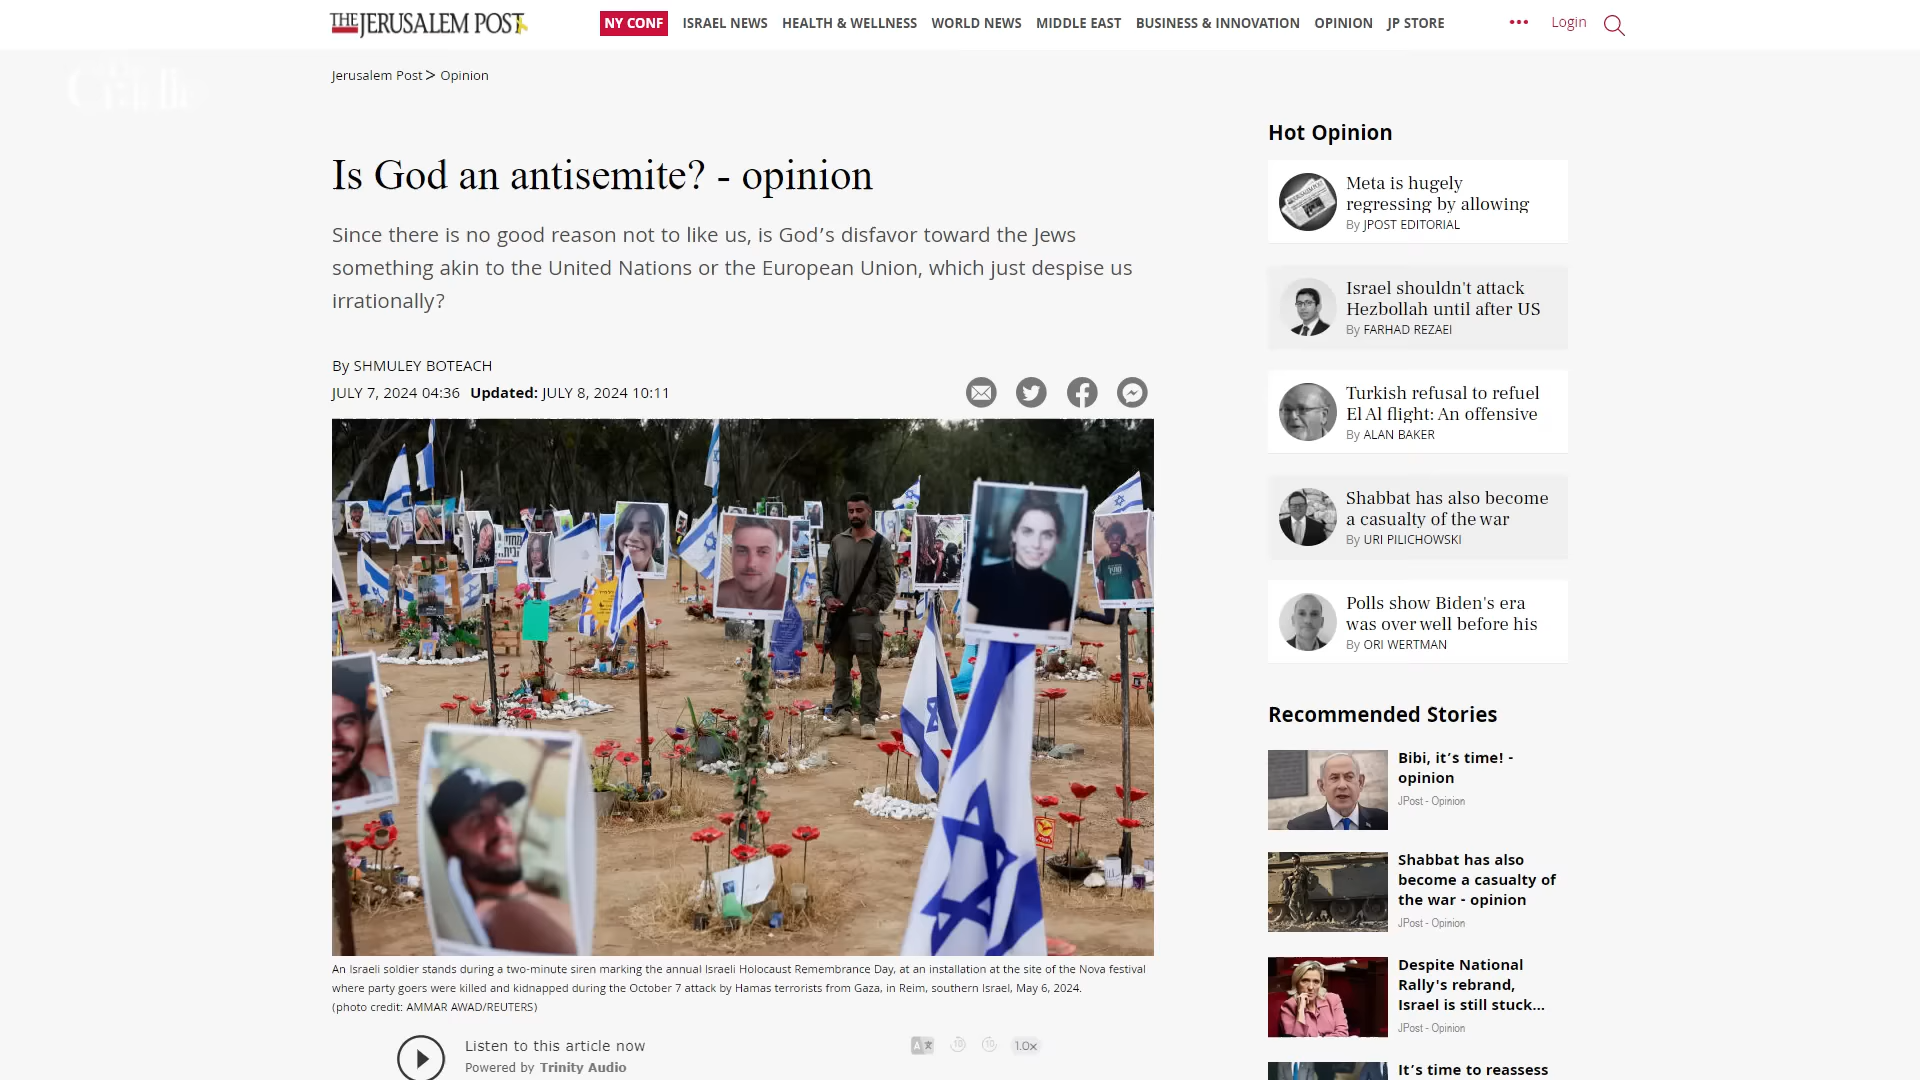 THE JERUSALEM POST
NY CONF
ISRAEL NEWS
HEALTH & WELLNESS
WORLD NEWS
MIDDLE EAST
BUSINESS & INNOVATION
OPINION
JP STORE
Login
Jerusalem Post > Opinion
Is God an antisemite? - opinion
Since there is no good reason not to like us, is God’s disfavor toward the Jews
something akin to the United Nations or the European Union, which just despise us
irrationally?
By SHMULEY BOTEACH
JULY 7, 2024 04:36 Updated: JULY 8, 2024 10:11
An Israeli soldier stands during a two-minute siren marking the annual Israeli Holocaust Remembrance Day, at an installation at the site of the Nova festival
where party goers were killed and kidnapped during the October 7 attack by Hamas terrorists from Gaza, in Reim, southern Israel, May 6, 2024.
(photo credit: AMMAR AWAD/REUTERS)
Listen to this article now
Powered by Trinity Audio
10
10
1.0x
Hot Opinion
Meta is hugely
regressing by allowing
By JPOST EDITORIAL
Israel shouldn't attack
Hezbollah until after US
By FARHAD REZAEI
Turkish refusal to refuel
El Al flight: An offensive
By ALAN BAKER
Shabbat has also become
a casualty of the war
By URI PILICHOWSKI
Polls show Biden's era
was over well before his
By ORI WERTMAN
Recommended Stories
Bibi, it’s time! -
opinion
JPost - Opinion
Shabbat has also
become a casualty of
the war - opinion
JPost - Opinion
Despite National
Rally's rebrand,
Israel is still stuck...
JPost - Opinion
It’s time to reassess